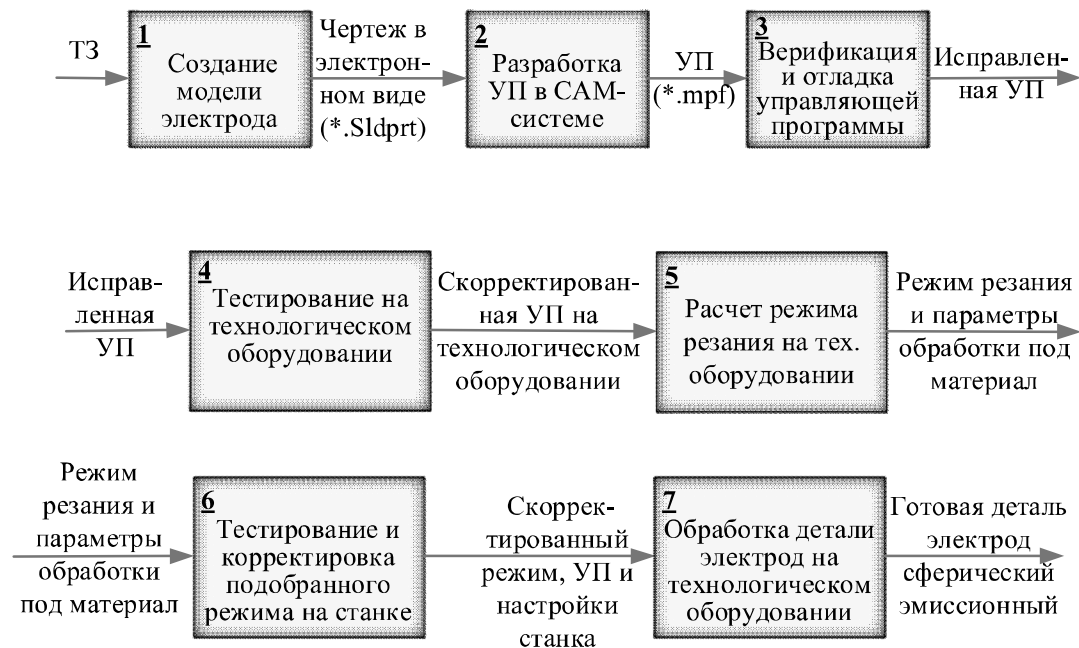 ТЗ
1
Создание
модели
электрода
Чертеж в
электрон-
ном виде
(*.Sldprt)
2
Разработка
УП в САМ-
системе
УП
(*.mpf)
3
Верификация
и отладка
управляющей
программы
Исправлен-
ная УП
Исправ-
ленная
УП
4
Тестирование на
технологическом
оборудовании
Скорректирован-
ная УП на
технологическом
оборудовании
5
Расчет режима
резания на тех.
оборудовании
Режим резания
и параметры
обработки под
материал
Режим
резания и
параметры
обработки
под материал
6
Тестирование и
корректировка
подобранного
режима на станке
Скоррек-
тированный
режим, УП и
настройки
станка
7
Обработка детали
электрод на
технологическом
оборудовании
Готовая деталь
электрод
сферический
эмиссионный